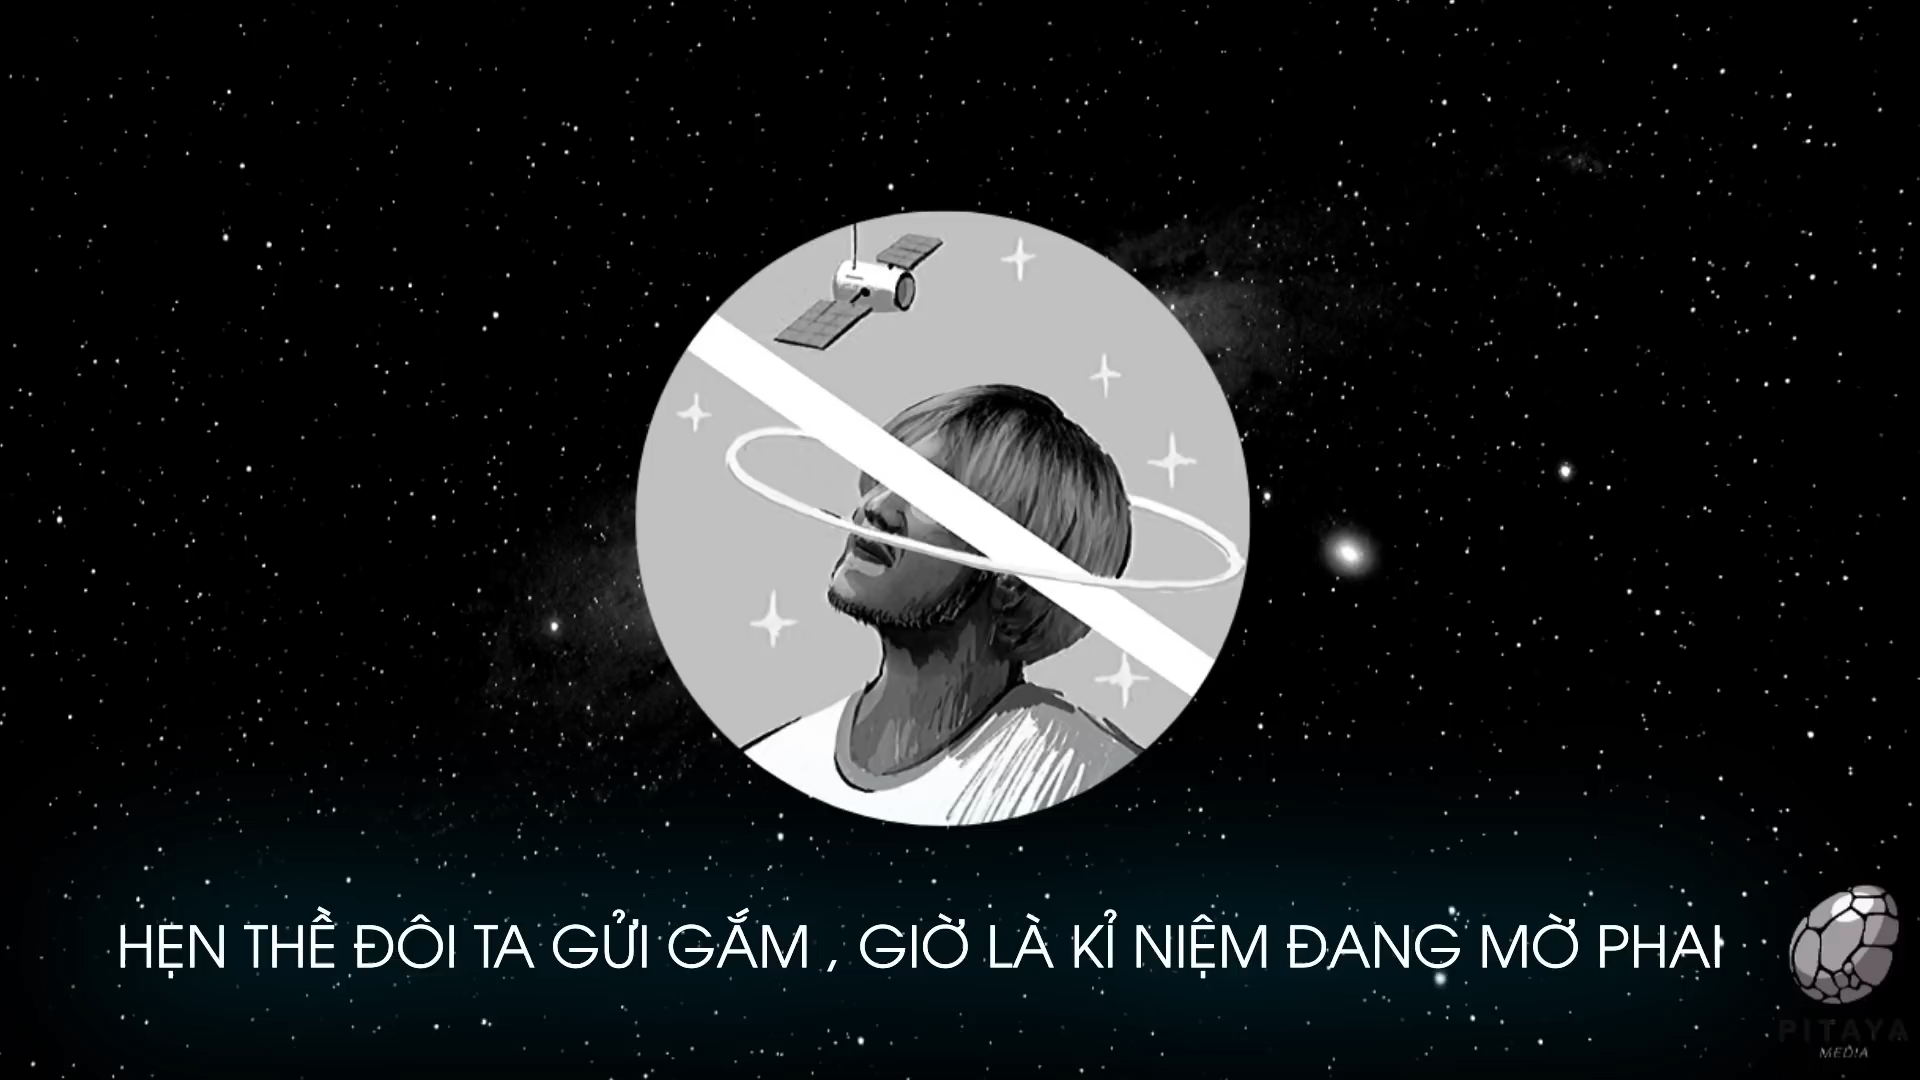 HẸN THỀ ĐÔI TA GỬI GẮM , GIỜ LÀ KỈ NIỆM ĐANG MỜ PHAI
PITAYA
MEDIA